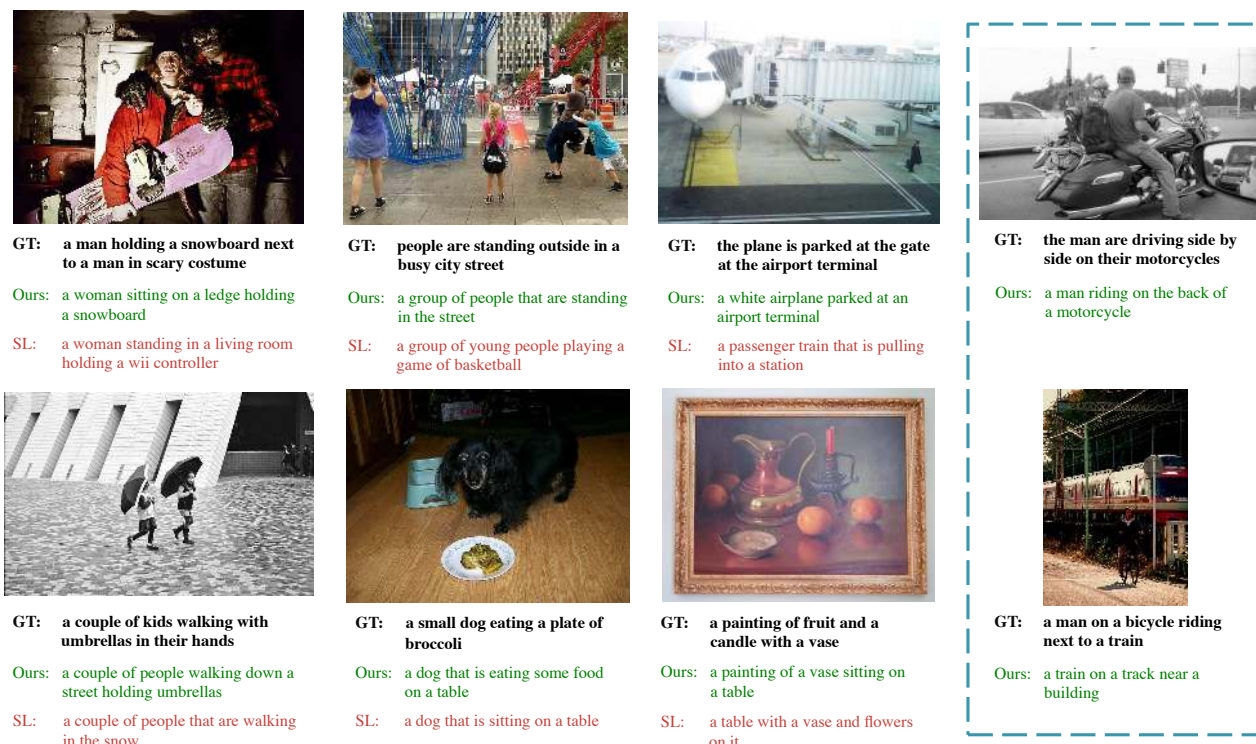 GT: a man holding a snowboard next
to a man in scary costume
Ours: a woman sitting on a ledge holding
a snowboard
SL: a woman standing in a living room
holding a wii controller
GT: people are standing outside in a
busy city street
Ours: a group of people that are standing
in the street
SL: a group of young people playing a
game of basketball
GT: the plane is parked at the gate
at the airport terminal
Ours: a white airplane parked at an
airport terminal
SL: a passenger train that is pulling
into a station
GT: the man are driving side by
side on their motorcycles
Ours: a man riding on the back of
a motorcycle
GT: a couple of kids walking with
umbrellas in their hands
Ours: a couple of people walking down a
street holding umbrellas
SL: a couple of people that are walking
in the snow
GT: a small dog eating a plate of
broccoli
Ours: a dog that is eating some food
on a table
SL: a dog that is sitting on a table
GT: a painting of fruit and a
candle with a vase
Ours: a painting of a vase sitting on
a table
SL: a table with a vase and flowers
on it
GT: a man on a bicycle riding
next to a train
Ours: a train on a track near a
building